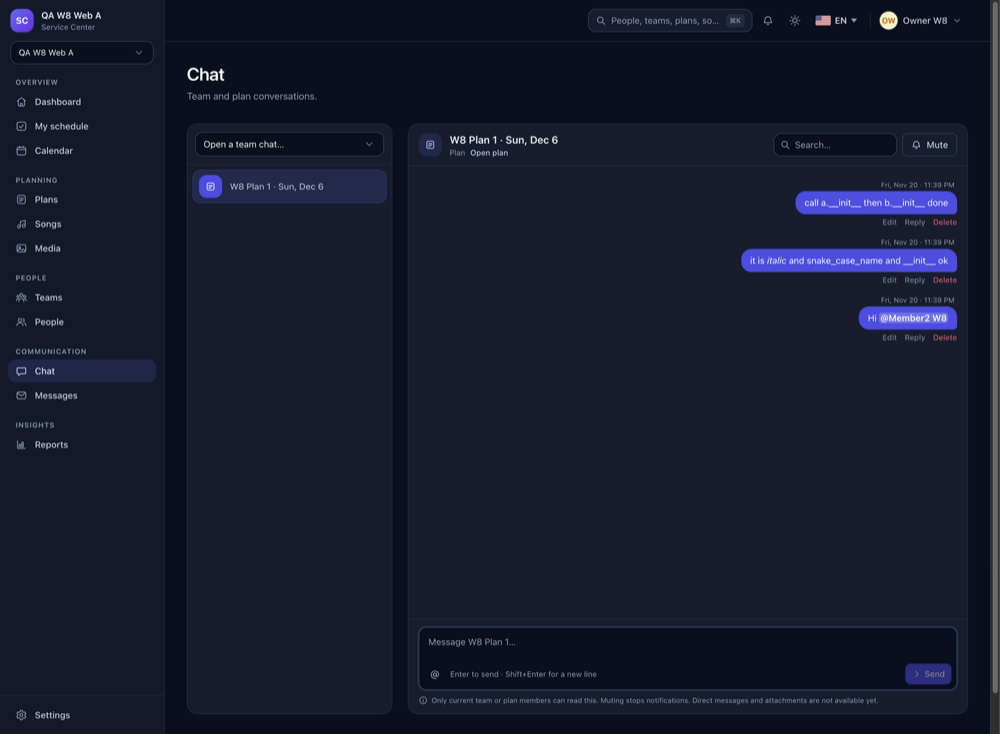 SC
QA W8 Web A
Service Center
QA W8 Web A
OVERVIEW
Dashboard
My schedule
Calendar
PLANNING
Plans
Songs
Media
PEOPLE
Teams
People
COMMUNICATION
Chat
Messages
INSIGHTS
Reports
Settings
People, teams, plans, so... ⌘K
EN
OW Owner W8
Chat
Team and plan conversations.
Open a team chat...
W8 Plan 1 · Sun, Dec 6
W8 Plan 1 · Sun, Dec 6
Plan Open plan
Search...
Mute
Fri, Nov 20 · 11:39 PM
call a.__init__ then b.__init__ done
Edit Reply Delete
Fri, Nov 20 · 11:39 PM
it is italic and snake_case_name and __init__ ok
Edit Reply Delete
Fri, Nov 20 · 11:39 PM
Hi @Member2 W8
Edit Reply Delete
Message W8 Plan 1...
@ Enter to send · Shift+Enter for a new line
Send
Only current team or plan members can read this. Muting stops notifications. Direct messages and attachments are not available yet.